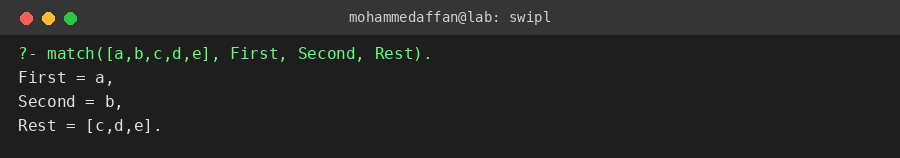 mohammedaffan@lab: swipl
?- match([a,b,c,d,e], First, Second, Rest).
First = a,
Second = b,
Rest = [c,d,e].